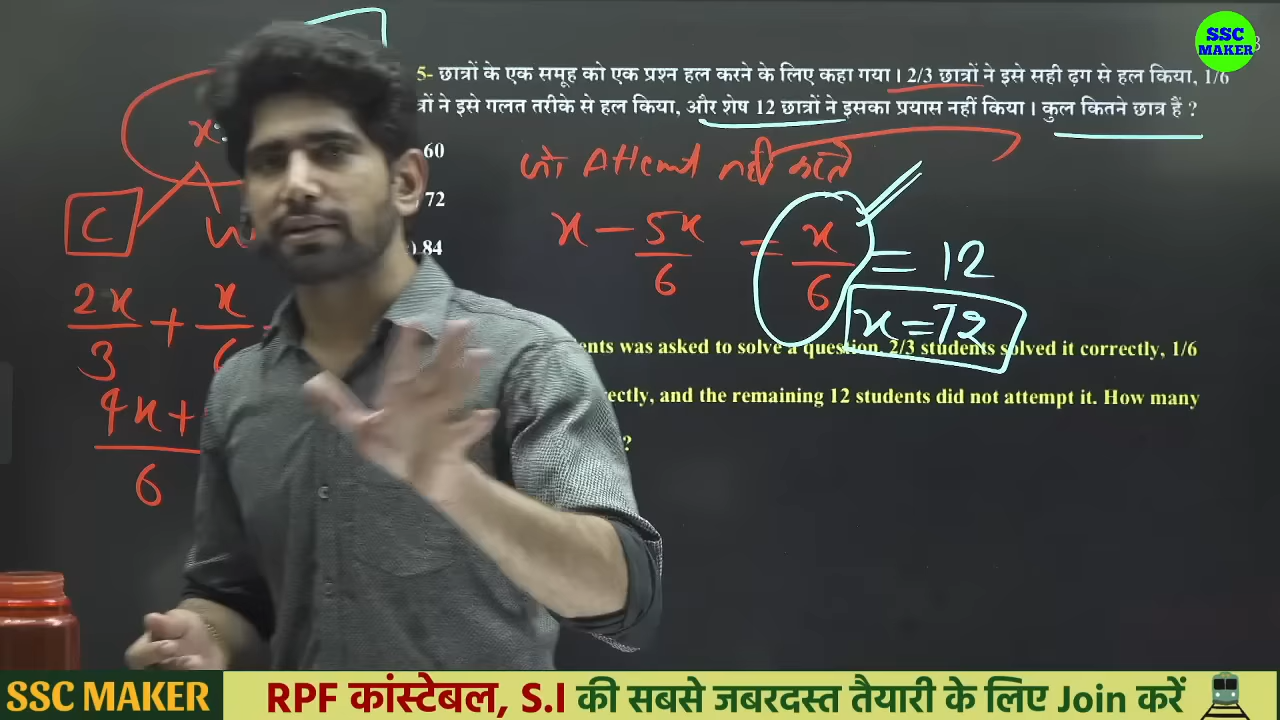 SSC
MAKER
5- छात्रों के एक समूह को एक प्रश्न हल करने के लिए कहा गया। 2/3 छात्रों ने इसे सही ढ़ग से हल किया, 1/6
त्रों ने इसे गलत तरीके से हल किया, और शेष 12 छात्रों ने इसका प्रयास नहीं किया। कुल कितने छात्र हैं ?
60
72
84
जो Attempt नही करते
x - 5x/6 = x/6 = 12
x = 72
x
C
2x/3 + x/6
4x+
6
ents was asked to solve a question, 2/3 students solved it correctly, 1/6
rectly, and the remaining 12 students did not attempt it. How many
?
SSC MAKER
RPF कांस्टेबल, S.I की सबसे जबरदस्त तैयारी के लिए Join करें